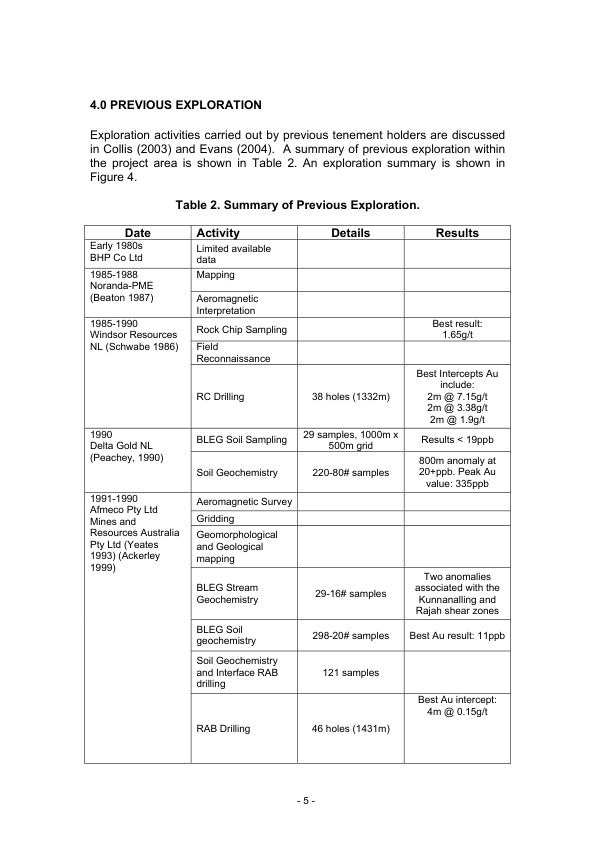 4.0 PREVIOUS EXPLORATION
Exploration activities carried out by previous tenement holders are discussed
in Collis (2003) and Evans (2004).  A summary of previous exploration within
the project area is shown in Table 2. An exploration summary is shown in
Figure 4.
Table 2. Summary of Previous Exploration.
Date Activity Details Results
Early 1980s
BHP Co Ltd
Limited available
data
1985-1988
Noranda-PME
(Beaton 1987)
Mapping
Aeromagnetic
Interpretation
1985-1990
Windsor Resources
NL (Schwabe 1986)
Rock Chip Sampling
Best result:
1.65g/t
Field
Reconnaissance
RC Drilling
38 holes (1332m)
Best Intercepts Au
include:
2m @ 7.15g/t
2m @ 3.38g/t
2m @ 1.9g/t
1990
Delta Gold NL
(Peachey, 1990)
BLEG Soil Sampling
29 samples, 1000m x
500m grid
Results < 19ppb
Soil Geochemistry
220-80# samples
800m anomaly at
20+ppb. Peak Au
value: 335ppb
1991-1990
Afmeco Pty Ltd
Mines and
Resources Australia
Pty Ltd (Yeates
1993) (Ackerley
1999)
Aeromagnetic Survey
Gridding
Geomorphological
and Geological
mapping
BLEG Stream
Geochemistry
29-16# samples
Two anomalies
associated with the
Kunnanalling and
Rajah shear zones
BLEG Soil
geochemistry
298-20# samples
Best Au result: 11ppb
Soil Geochemistry
and Interface RAB
drilling
121 samples
RAB Drilling
46 holes (1431m)
Best Au intercept:
4m @ 0.15g/t
- 5 -